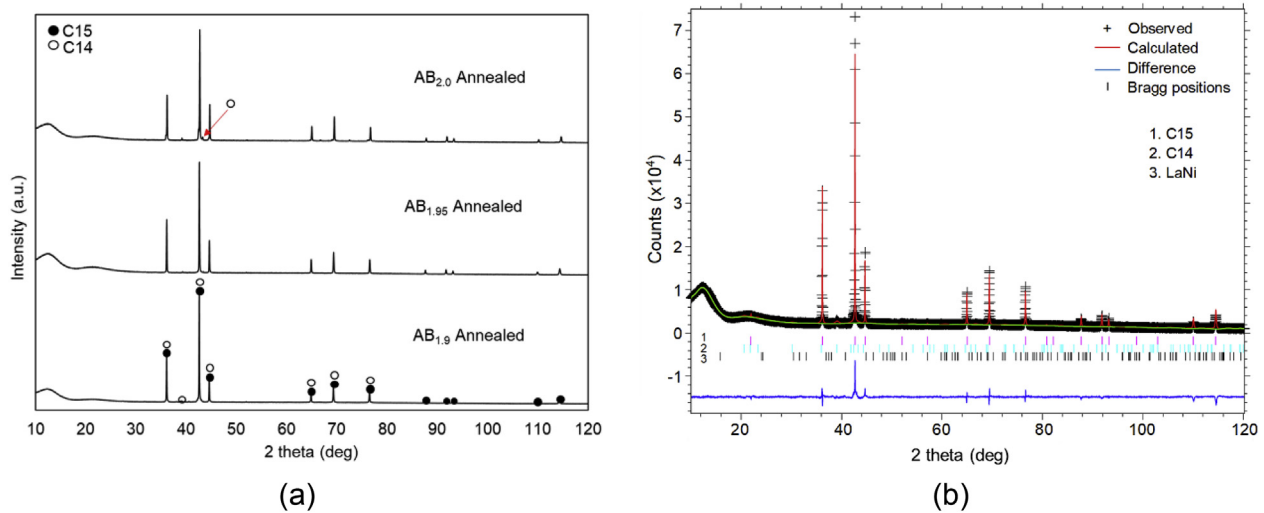 ● C15
○ C14
AB2.0 Annealed
AB1.95 Annealed
AB1.9 Annealed
Intensity (a.u.)
10 20 30 40 50 60 70 80 90 100 110 120
2 theta (deg)
(a)
+ Observed
Calculated
Difference
Bragg positions
1. C15
2. C14
3. LaNi
7
6
5
4
3
2
1
0
-1
1
2
3
Counts (x10⁴)
20 40 60 80 100 120
2 theta (deg)
(b)